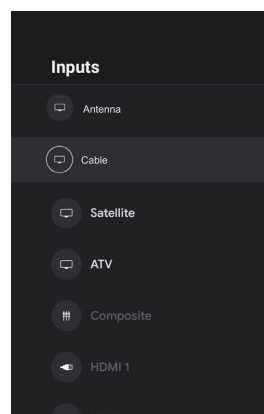 Inputs
Antenna
Cable
Satellite
ATV
Composite
HDMI 1